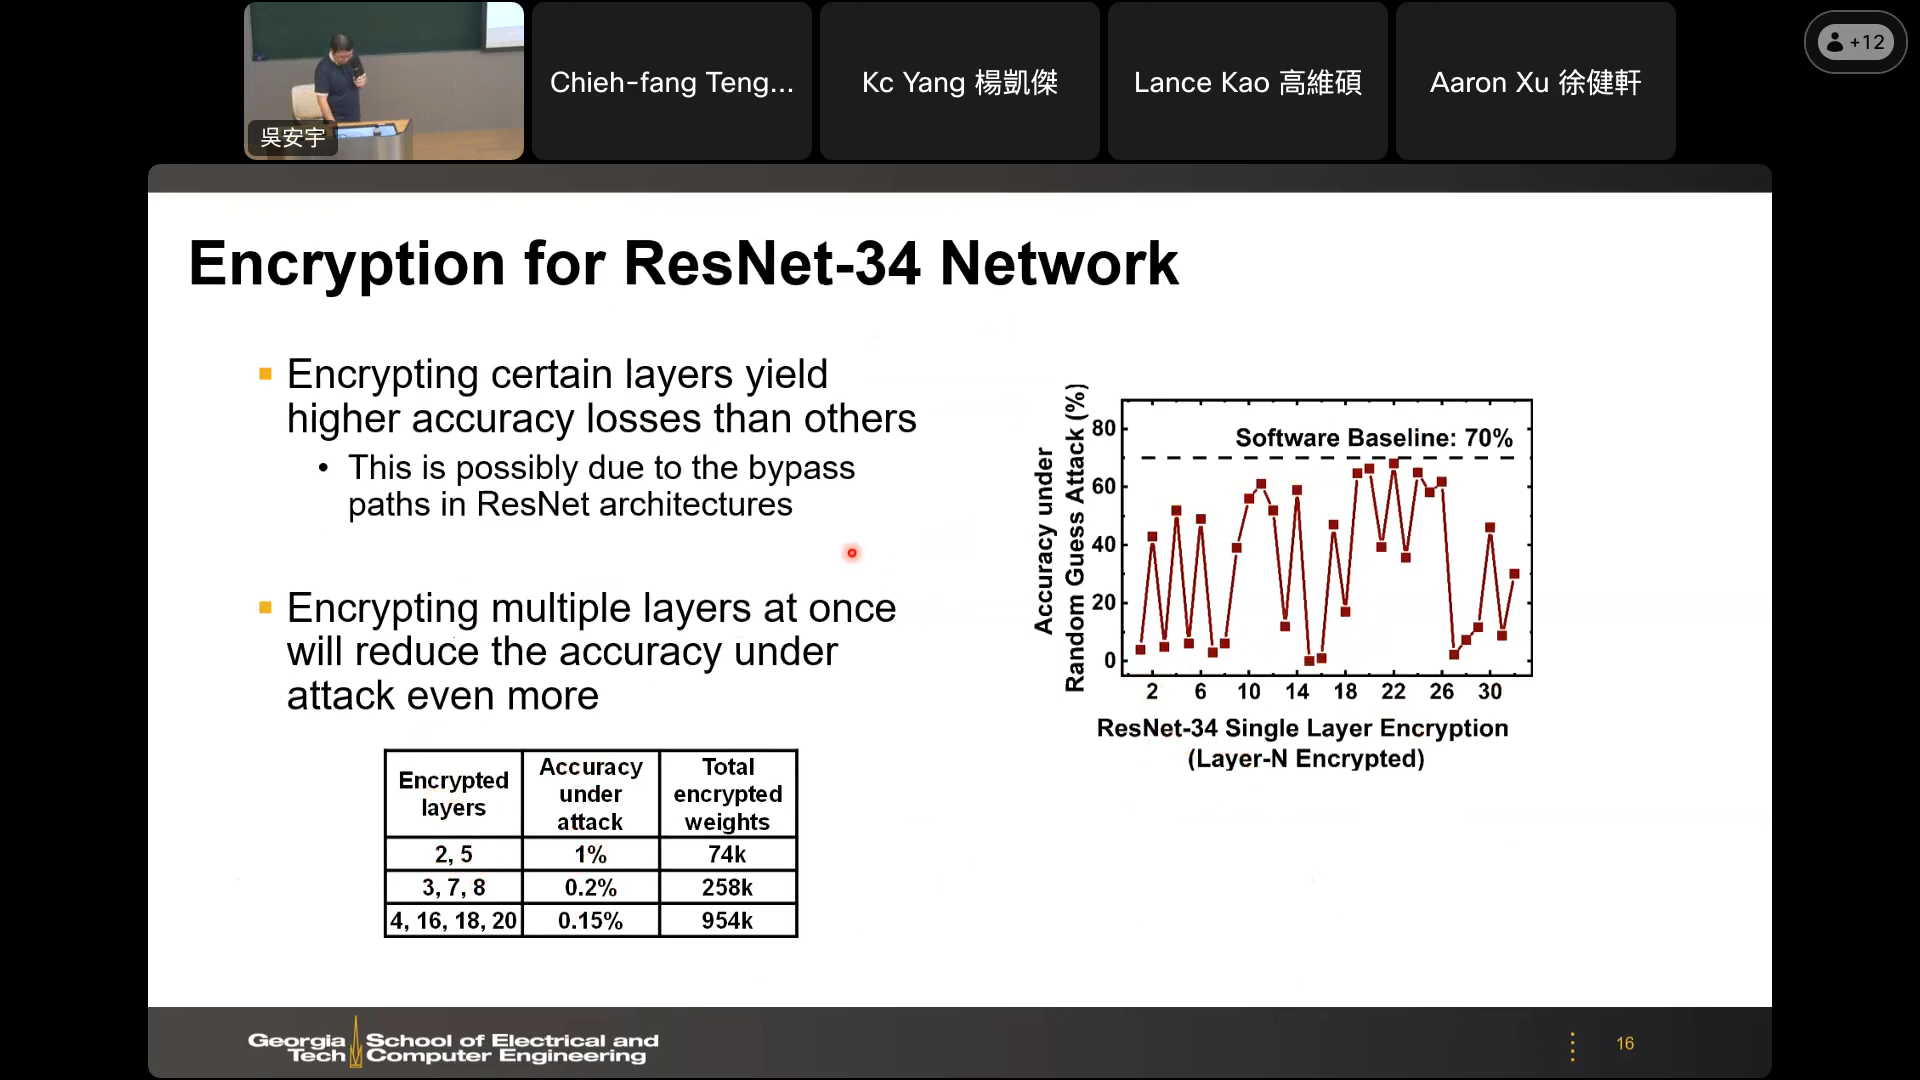 吳安宇
Chieh-fang Teng...
Kc Yang 楊凱傑
Lance Kao 高維碩
Aaron Xu 徐健軒
+12
Encryption for ResNet-34 Network
Encrypting certain layers yield
higher accuracy losses than others
• This is possibly due to the bypass
paths in ResNet architectures
Encrypting multiple layers at once
will reduce the accuracy under
attack even more
Encrypted layers | Accuracy under attack | Total encrypted weights
2, 5 | 1% | 74k
3, 7, 8 | 0.2% | 258k
4, 16, 18, 20 | 0.15% | 954k
Accuracy under
Random Guess Attack (%)
80
60
40
20
0
Software Baseline: 70%
2 6 10 14 18 22 26 30
ResNet-34 Single Layer Encryption
(Layer-N Encrypted)
Georgia Tech
School of Electrical and
Computer Engineering
16